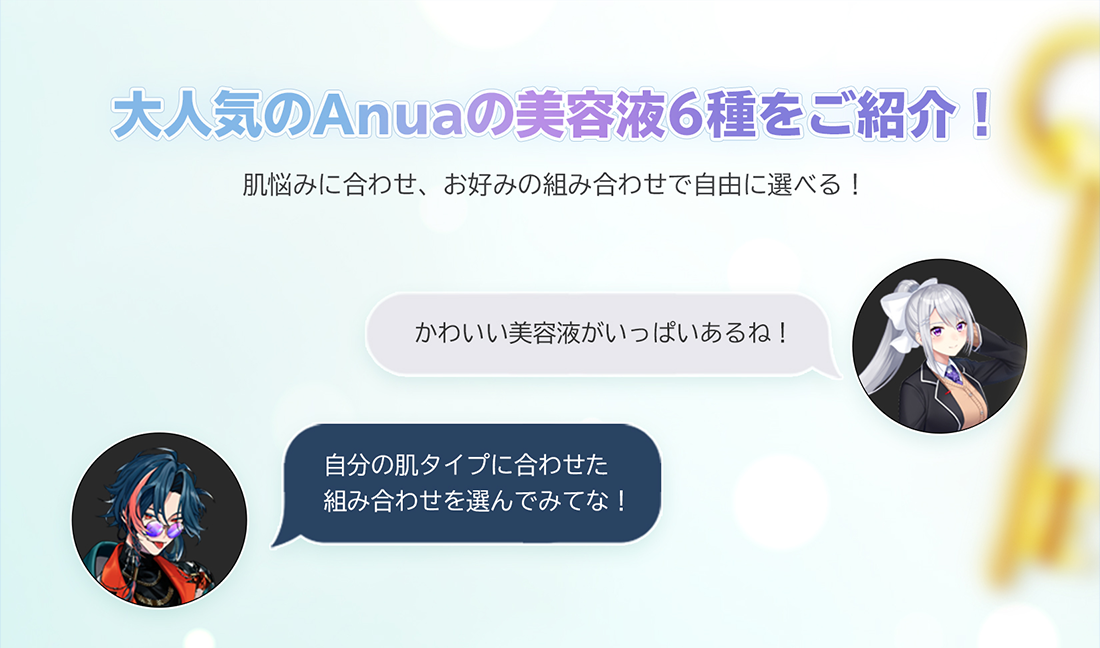 大人気のAnuaの美容液6種をご紹介！
肌悩みに合わせ、お好みの組み合わせで自由に選べる！
かわいい美容液がいっぱいあるね！
自分の肌タイプに合わせた
組み合わせを選んでみてな！